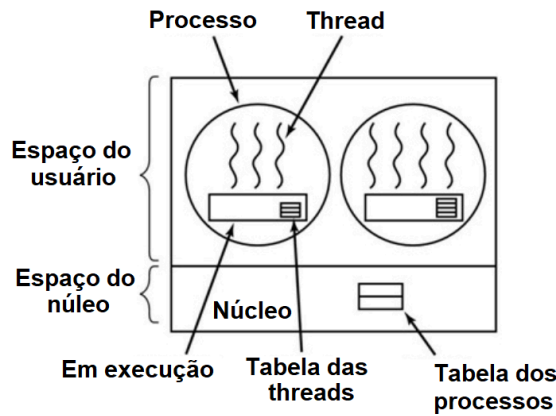 Processo
Thread
Espaço do
usuário
Espaço do
núleo
Núcleo
Em execução
Tabela das
threads
Tabela dos
processos